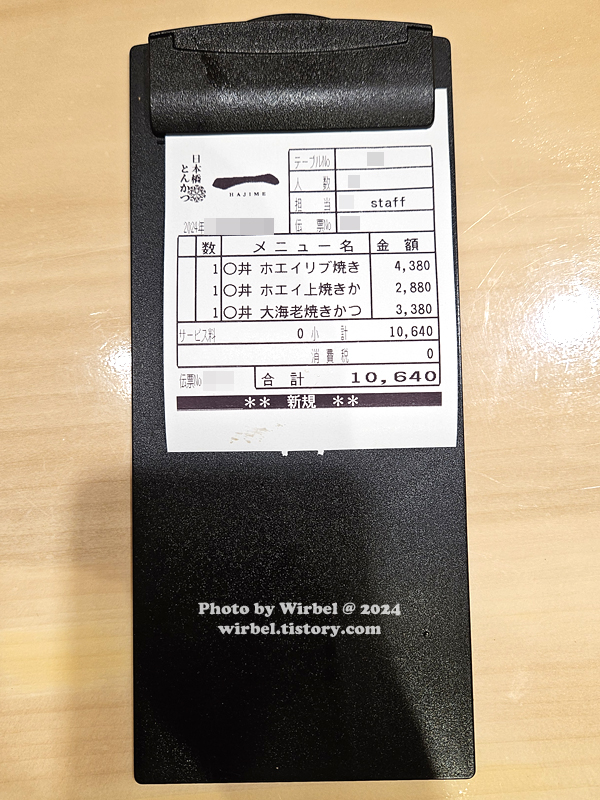 日本橋
とんかつ
一
HAJIME
テーブルNo
人 数
担 当 staff
伝票No
2024年
数 メニュー名 金 額
1 〇丼 ホエイリブ焼き 4,380
1 〇丼 ホエイ上焼きか 2,880
1 〇丼 大海老焼きかつ 3,380
サービス料 0 小 計 10,640
消費税 0
伝票No 合 計 10,640
** 新規 **
Photo by Wirbel @ 2024
wirbel.tistory.com